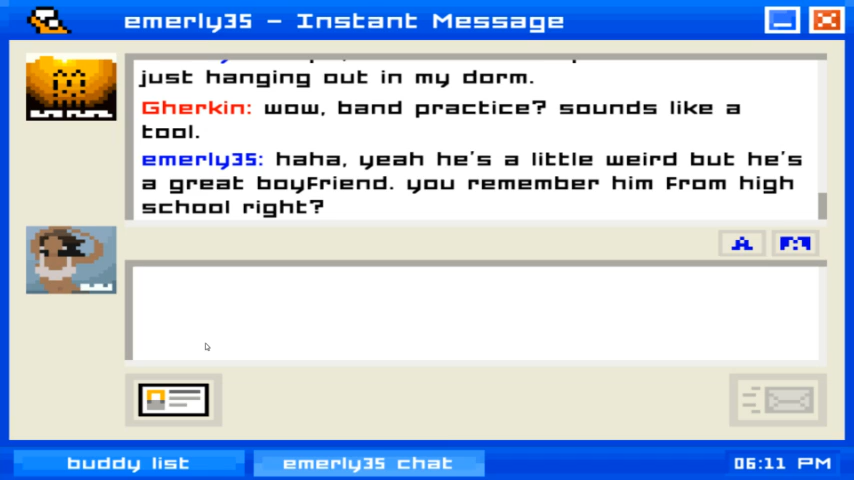 emerly35 - Instant Message
just hanging out in my dorm.
Gherkin: wow, band practice? sounds like a
tool.
emerly35: haha, yeah he's a little weird but he's
a great boyfriend. you remember him from high
school right?
A
buddy list
emerly35 chat
06:11 PM